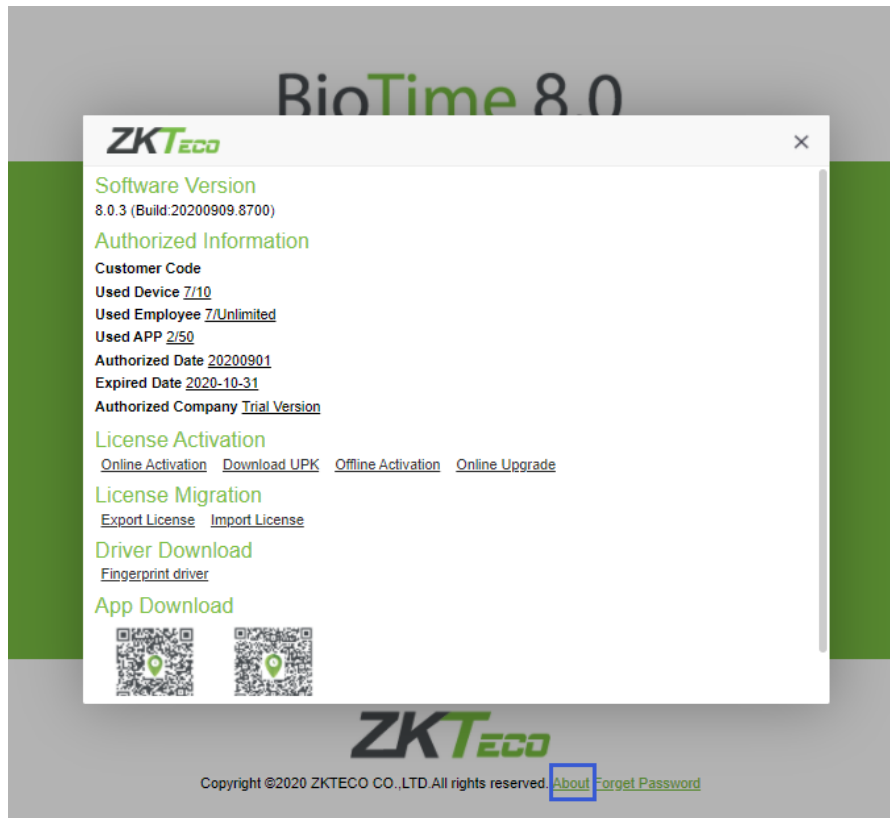 BioTime 8.0
ZKTECO
Software Version
8.0.3 (Build:20200909.8700)
Authorized Information
Customer Code
Used Device 7/10
Used Employee 7/Unlimited
Used APP 2/50
Authorized Date 20200901
Expired Date 2020-10-31
Authorized Company Trial Version
License Activation
Online Activation Download UPK Offline Activation Online Upgrade
License Migration
Export License Import License
Driver Download
Fingerprint driver
App Download
ZKTECO
Copyright ©2020 ZKTECO CO.,LTD.All rights reserved. About Forget Password